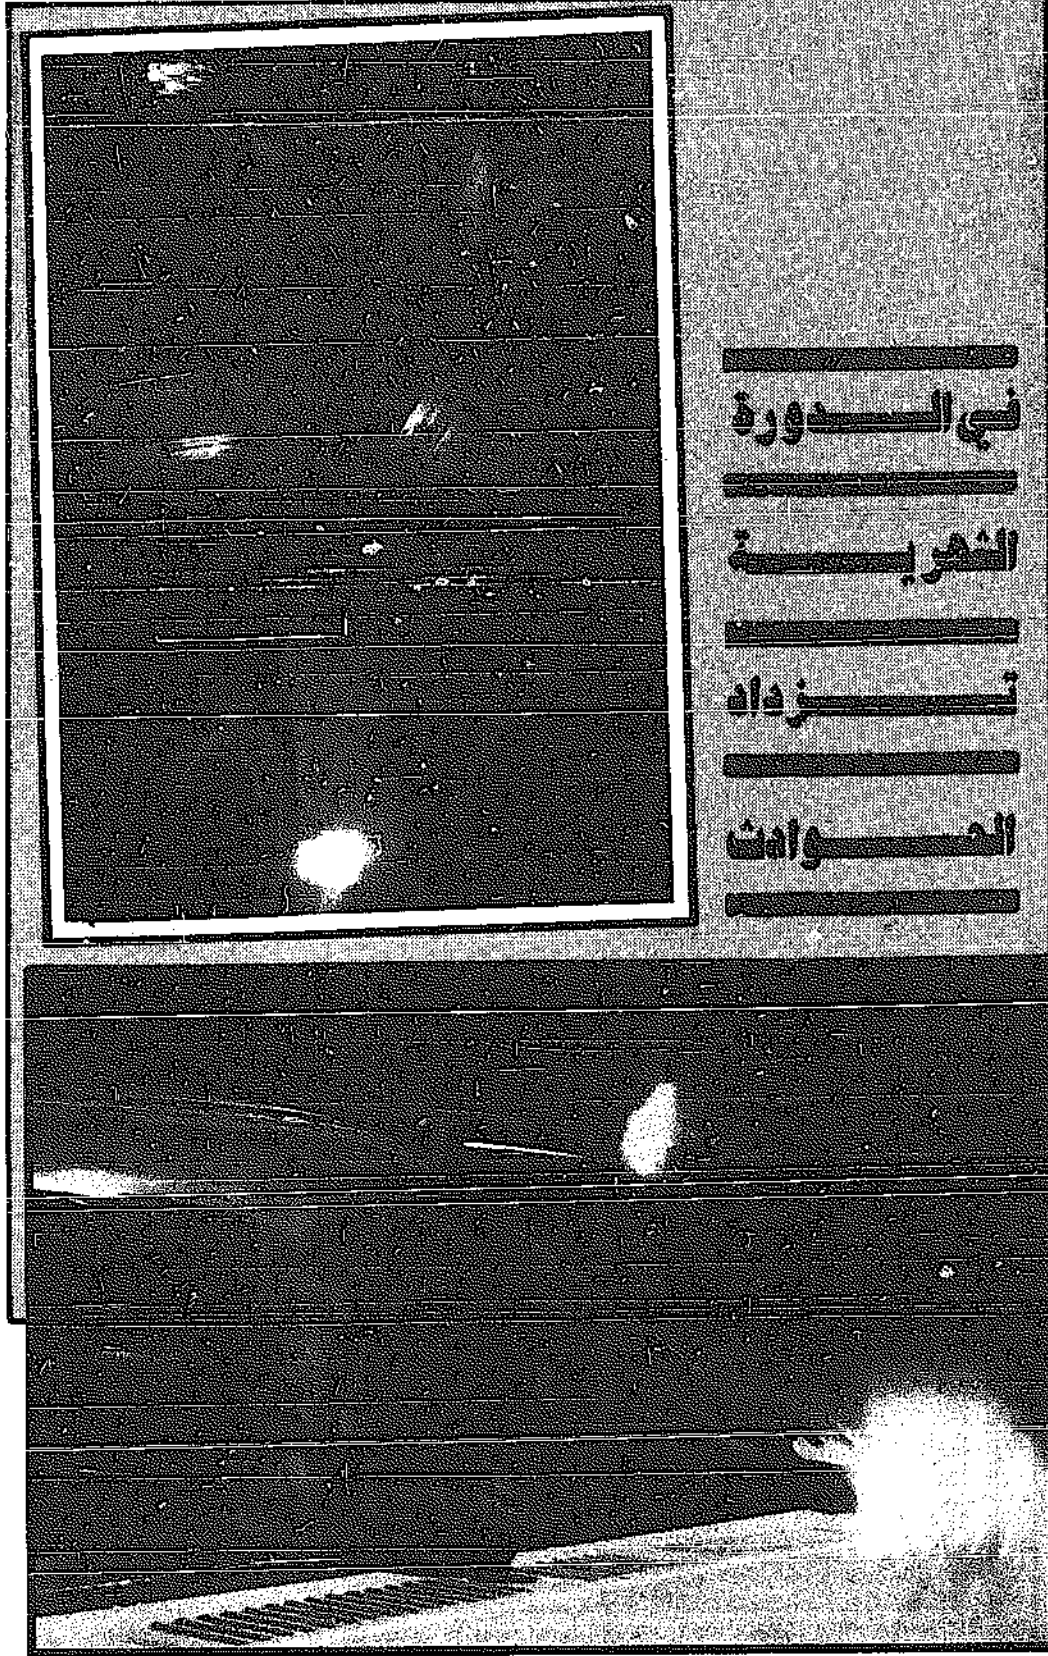 في الدورة
الشهرية
تزداد
الحوادث